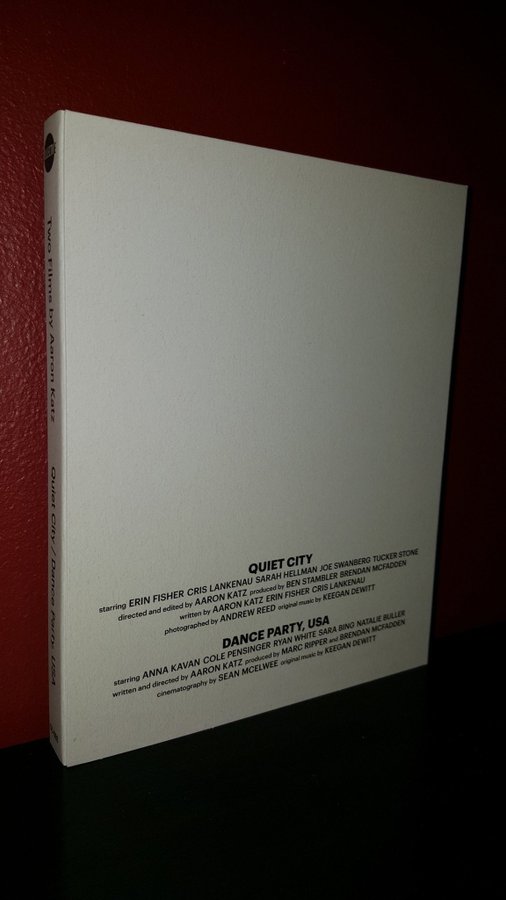 Two Films by Aaron Katz
Quiet City / Dance Party, USA
QUIET CITY
starring ERIN FISHER CRIS LANKENAU SARAH HELLMAN JOE SWANBERG TUCKER STONE
directed and edited by AARON KATZ produced by BEN STAMBLER BRENDAN MCFADDEN
written by AARON KATZ ERIN FISHER CRIS LANKENAU
photographed by ANDREW REED original music by KEEGAN DEWITT
DANCE PARTY, USA
starring ANNA KAVAN COLE PENSINGER RYAN WHITE SARA BING NATALIE BULLER
written and directed by AARON KATZ produced by MARC RIPPER and BRENDAN MCFADDEN
cinematography by SEAN MCELWEE original music by KEEGAN DEWITT